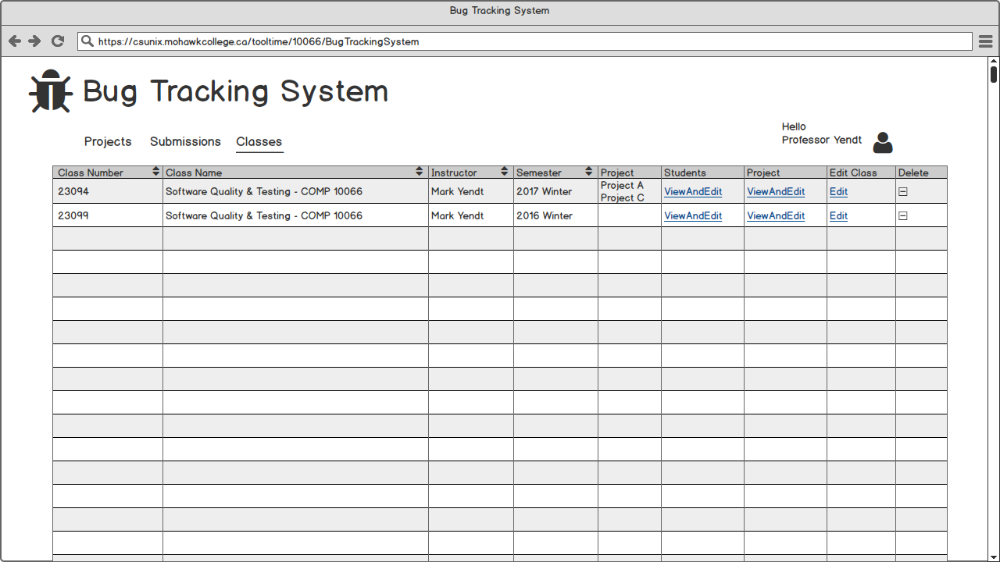 Bug Tracking System
https://csunix.mohawkcollege.ca/tooltime/10066/BugTrackingSystem
Bug Tracking System
Hello
Professor Yendt
Projects Submissions Classes
Class Number Class Name Instructor Semester Project Students Project Edit Class Delete
23094 Software Quality & Testing - COMP 10066 Mark Yendt 2017 Winter Project A
Project C ViewAndEdit ViewAndEdit Edit
23099 Software Quality & Testing - COMP 10066 Mark Yendt 2016 Winter ViewAndEdit ViewAndEdit Edit